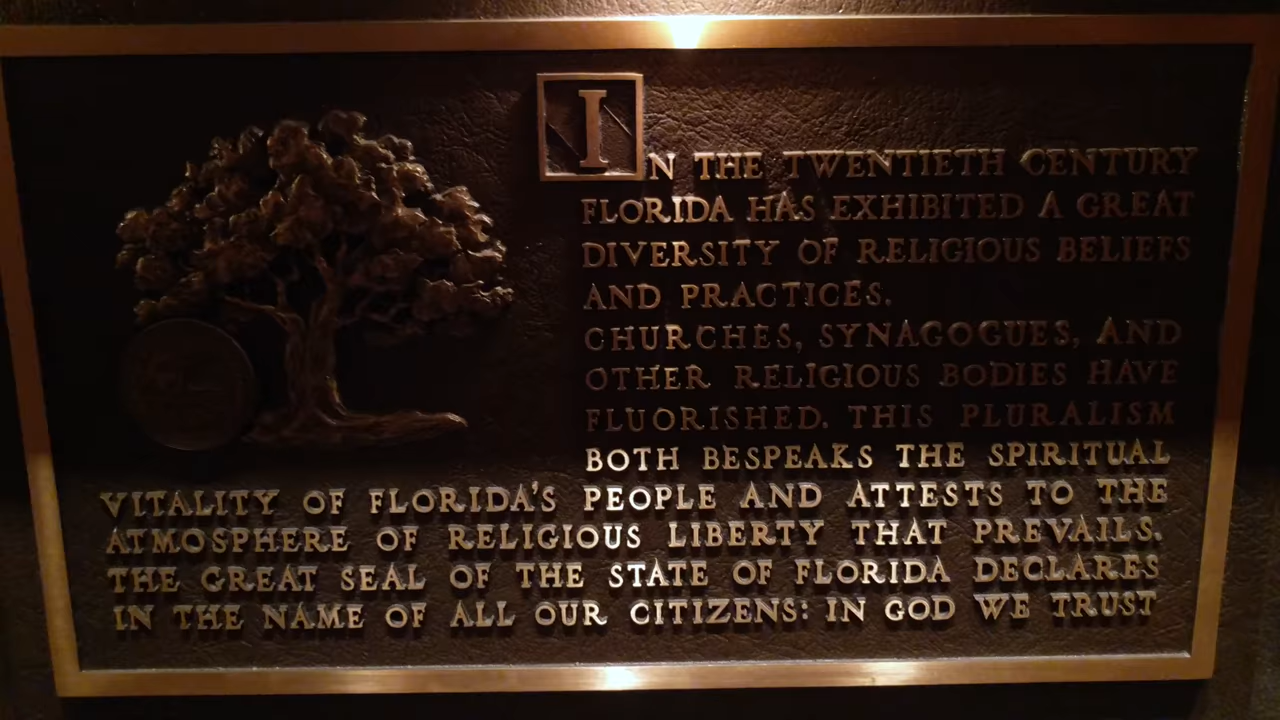 IN THE TWENTIETH CENTURY
FLORIDA HAS EXHIBITED A GREAT
DIVERSITY OF RELIGIOUS BELIEFS
AND PRACTICES.
CHURCHES, SYNAGOGUES, AND
OTHER RELIGIOUS BODIES HAVE
FLUORISHED. THIS PLURALISM
BOTH BESPEAKS THE SPIRITUAL
VITALITY OF FLORIDA'S PEOPLE AND ATTESTS TO THE
ATMOSPHERE OF RELIGIOUS LIBERTY THAT PREVAILS.
THE GREAT SEAL OF THE STATE OF FLORIDA DECLARES
IN THE NAME OF ALL OUR CITIZENS: IN GOD WE TRUST